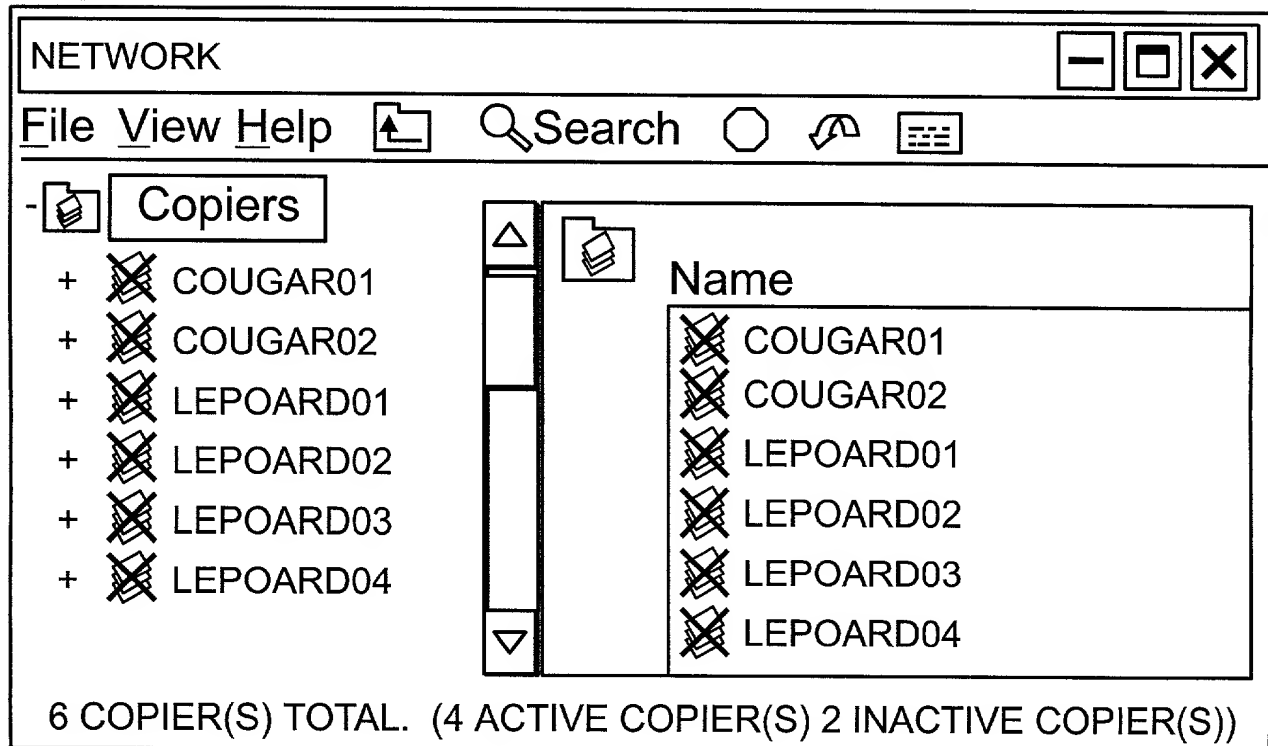 NETWORK
File View Help Search
- Copiers
+ COUGAR01
+ COUGAR02
+ LEPOARD01
+ LEPOARD02
+ LEPOARD03
+ LEPOARD04
Name
COUGAR01
COUGAR02
LEPOARD01
LEPOARD02
LEPOARD03
LEPOARD04
6 COPIER(S) TOTAL. (4 ACTIVE COPIER(S) 2 INACTIVE COPIER(S))